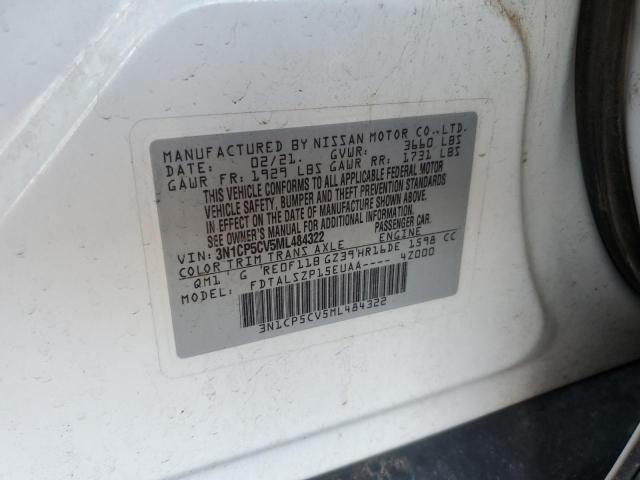 MANUFACTURED BY NISSAN MOTOR CO.,LTD.
DATE: 02/21. GVWR: 3660 LBS
GAWR FR: 1929 LBS GAWR RR: 1731 LBS
THIS VEHICLE CONFORMS TO ALL APPLICABLE FEDERAL MOTOR
VEHICLE SAFETY, BUMPER AND THEFT PREVENTION STANDARDS
IN EFFECT ON THE DATE OF MANUFACTURE SHOWN ABOVE.
SEE OWNER'S MANUAL FOR ADDITIONAL INFORMATION.
VIN: 3N1CP5CV5ML484322 PASSENGER CAR.
COLOR TRIM TRANS AXLE ENGINE
QM1 G RE0F11B GZ39 HR16DE 1598 CC
MODEL: FDTALSZP15EUAA---- 42000
3N1CP5CV5ML484322